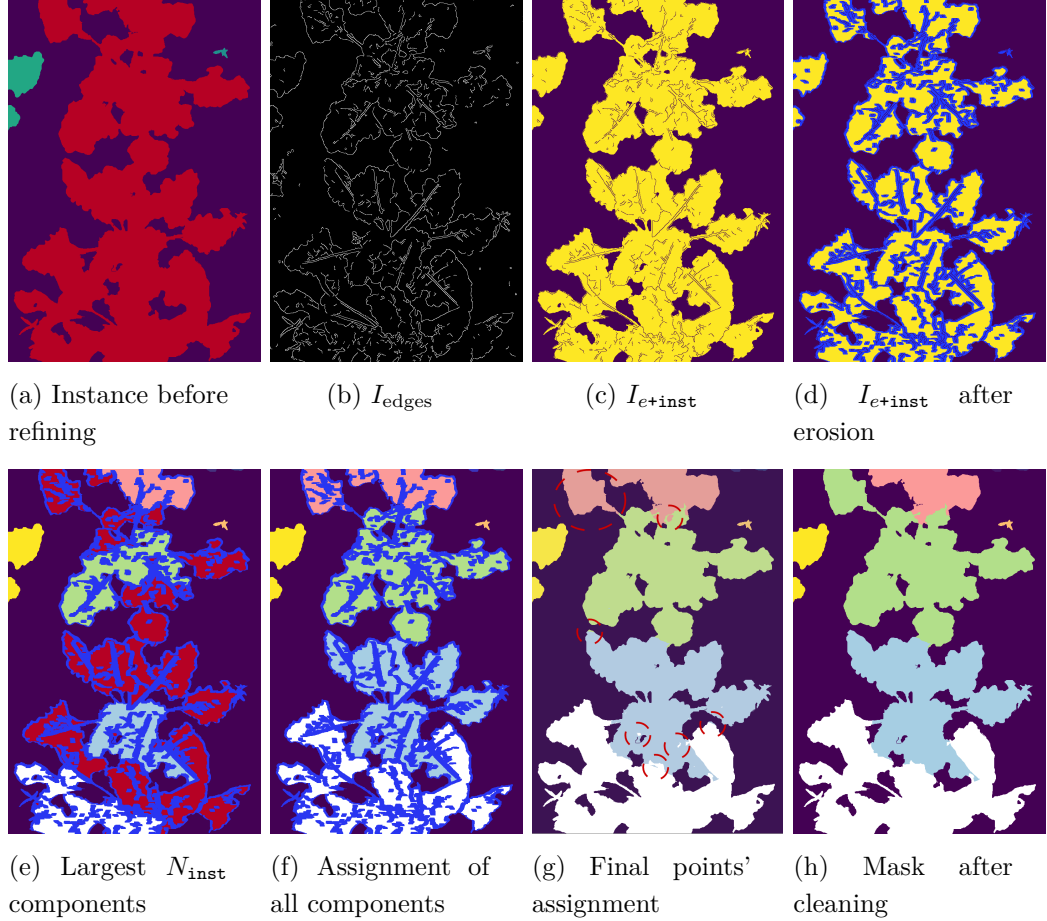 (a) Instance before
refining
(b) I_edges
(c) I_e+inst
(d) I_e+inst after
erosion
(e) Largest N_inst
components
(f) Assignment of
all components
(g) Final points'
assignment
(h) Mask after
cleaning